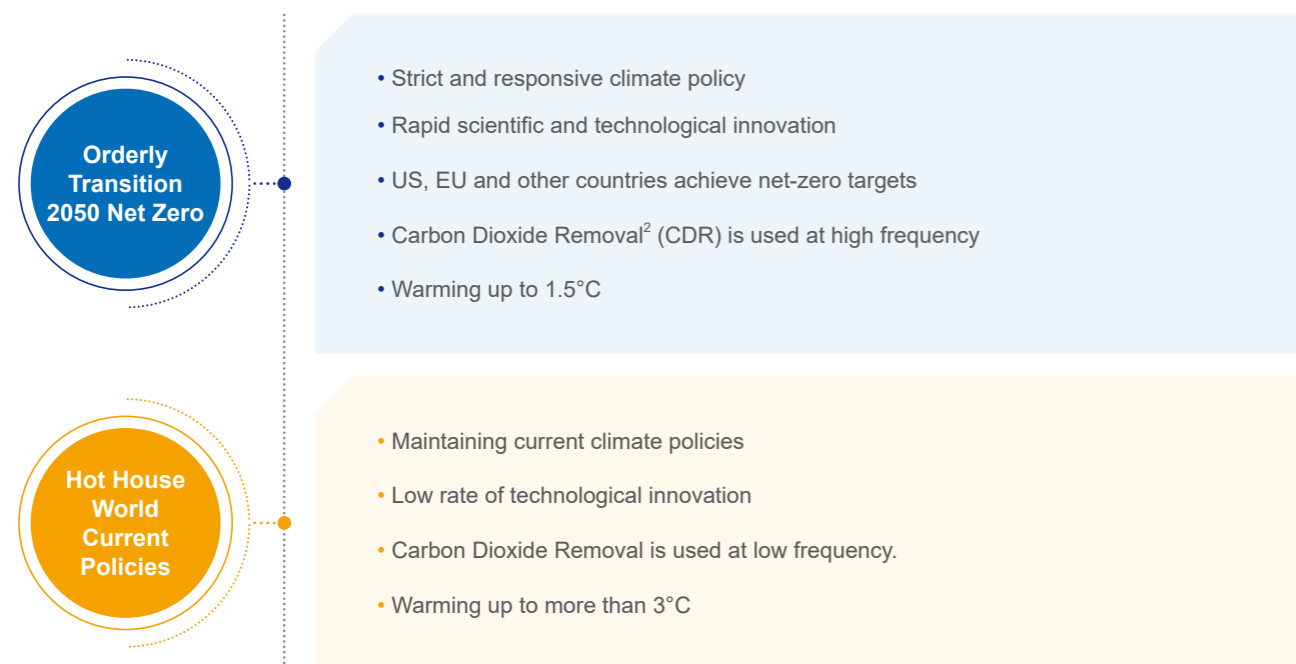 Orderly
Transition
2050 Net Zero
• Strict and responsive climate policy
• Rapid scientific and technological innovation
• US, EU and other countries achieve net-zero targets
• Carbon Dioxide Removal² (CDR) is used at high frequency
• Warming up to 1.5°C
Hot House
World
Current
Policies
• Maintaining current climate policies
• Low rate of technological innovation
• Carbon Dioxide Removal is used at low frequency.
• Warming up to more than 3°C